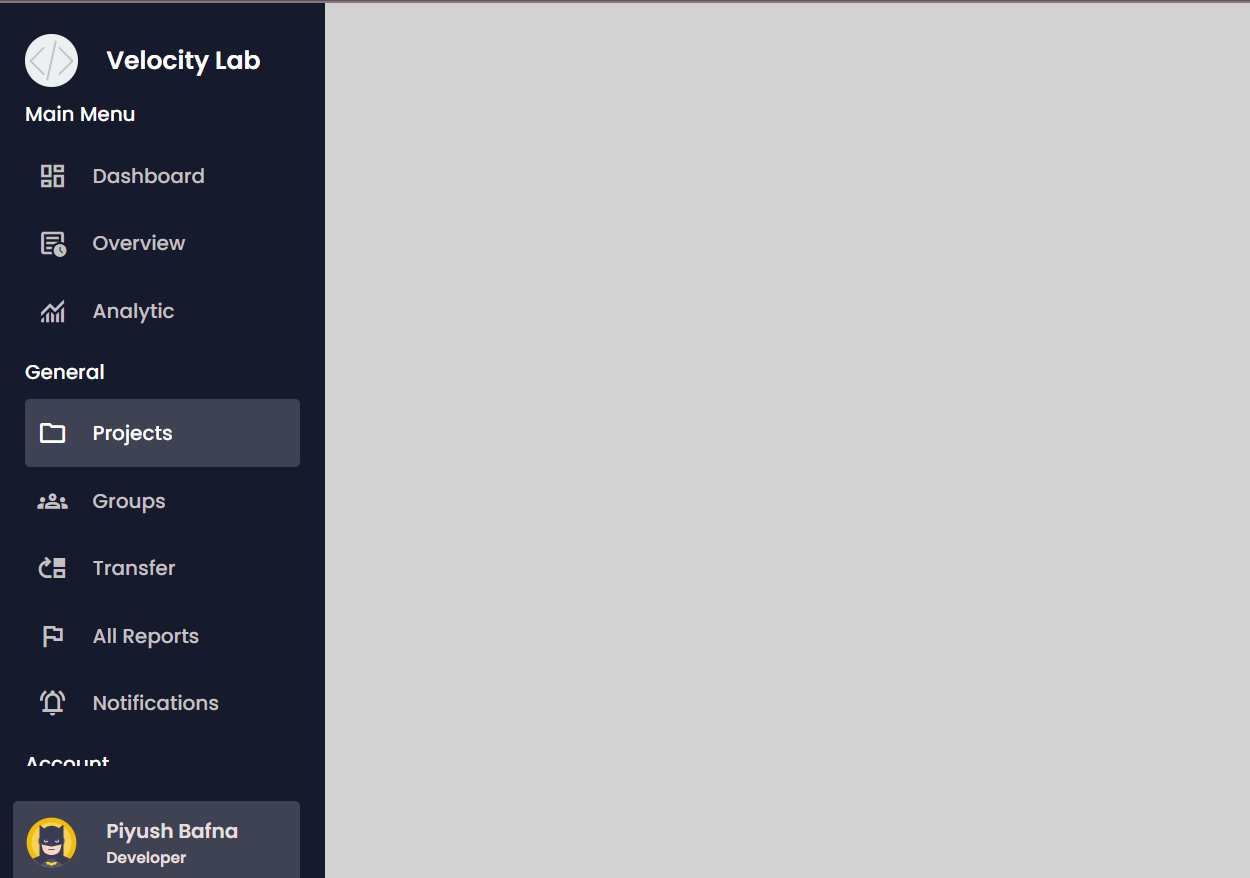 Velocity Lab
Main Menu
Dashboard
Overview
Analytic
General
Projects
Groups
Transfer
All Reports
Notifications
Account
Piyush Bafna
Developer